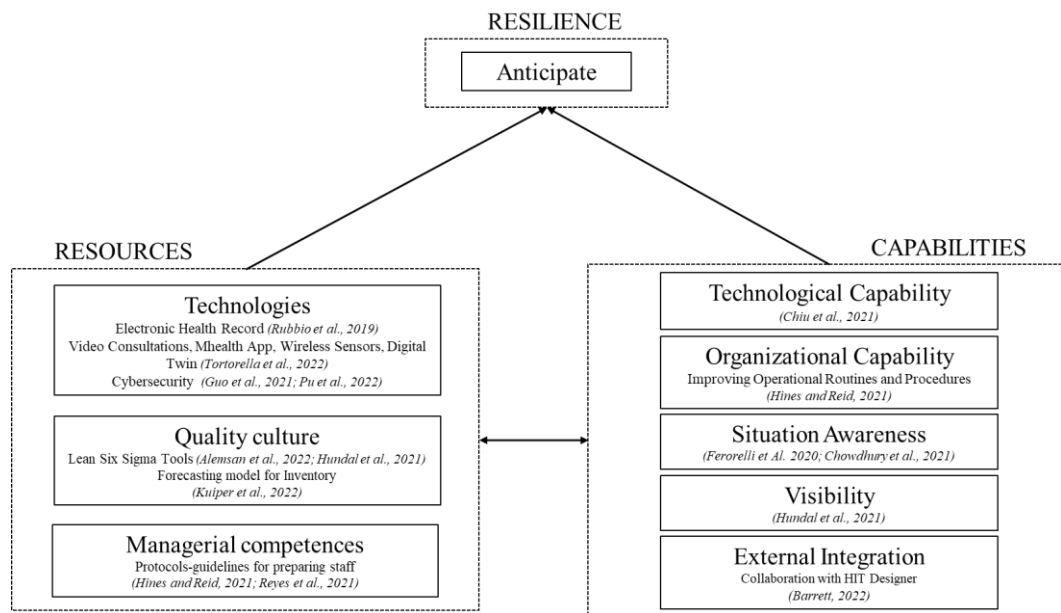 RESILIENCE
Anticipate
RESOURCES
Technologies
Electronic Health Record (Rubbio et al., 2019)
Video Consultations, Mhealth App, Wireless Sensors, Digital
Twin (Tortorella et al., 2022)
Cybersecurity (Guo et al., 2021; Pu et al., 2022)
Quality culture
Lean Six Sigma Tools (Alemsan et al., 2022; Hundal et al., 2021)
Forecasting model for Inventory
(Kuiper et al., 2022)
Managerial competences
Protocols-guidelines for preparing staff
(Hines and Reid, 2021; Reyes et al., 2021)
CAPABILITIES
Technological Capability
(Chiu et al., 2021)
Organizational Capability
Improving Operational Routines and Procedures
(Hines and Reid, 2021)
Situation Awareness
(Ferorelli et Al. 2020; Chowdhury et al., 2021)
Visibility
(Hundal et al., 2021)
External Integration
Collaboration with HIT Designer
(Barrett, 2022)